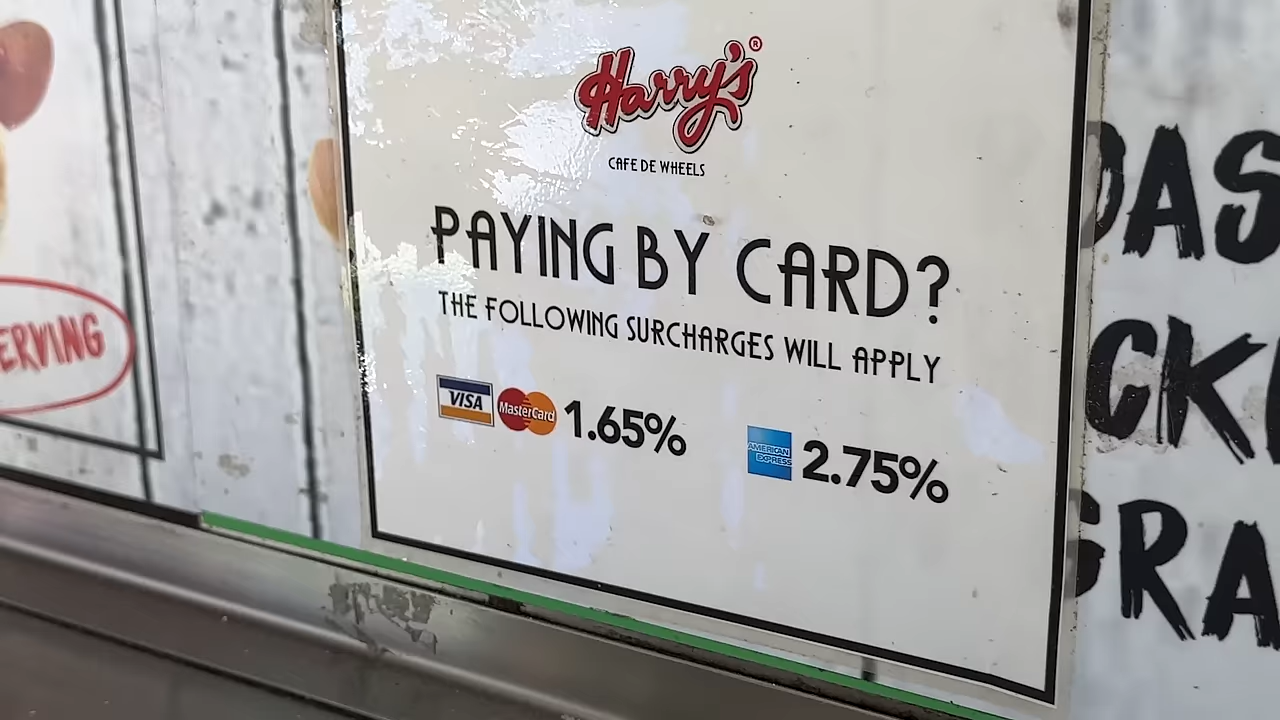 Harry's®
CAFE DE WHEELS
PAYING BY CARD?
THE FOLLOWING SURCHARGES WILL APPLY
VISA MasterCard 1.65%
AMERICAN EXPRESS 2.75%